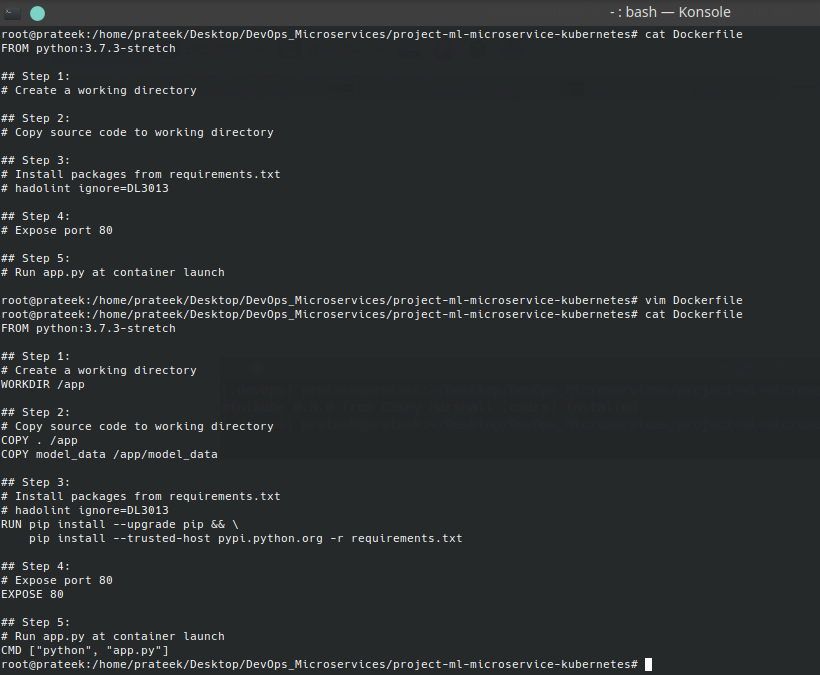 - : bash — Konsole
root@prateek:/home/prateek/Desktop/DevOps_Microservices/project-ml-microservice-kubernetes# cat Dockerfile
FROM python:3.7.3-stretch
## Step 1:
# Create a working directory
## Step 2:
# Copy source code to working directory
## Step 3:
# Install packages from requirements.txt
# hadolint ignore=DL3013
## Step 4:
# Expose port 80
## Step 5:
# Run app.py at container launch
root@prateek:/home/prateek/Desktop/DevOps_Microservices/project-ml-microservice-kubernetes# vim Dockerfile
root@prateek:/home/prateek/Desktop/DevOps_Microservices/project-ml-microservice-kubernetes# cat Dockerfile
FROM python:3.7.3-stretch
## Step 1:
# Create a working directory
WORKDIR /app
## Step 2:
# Copy source code to working directory
COPY . /app
COPY model_data /app/model_data
## Step 3:
# Install packages from requirements.txt
# hadolint ignore=DL3013
RUN pip install --upgrade pip && \
    pip install --trusted-host pypi.python.org -r requirements.txt
## Step 4:
# Expose port 80
EXPOSE 80
## Step 5:
# Run app.py at container launch
CMD ["python", "app.py"]
root@prateek:/home/prateek/Desktop/DevOps_Microservices/project-ml-microservice-kubernetes#